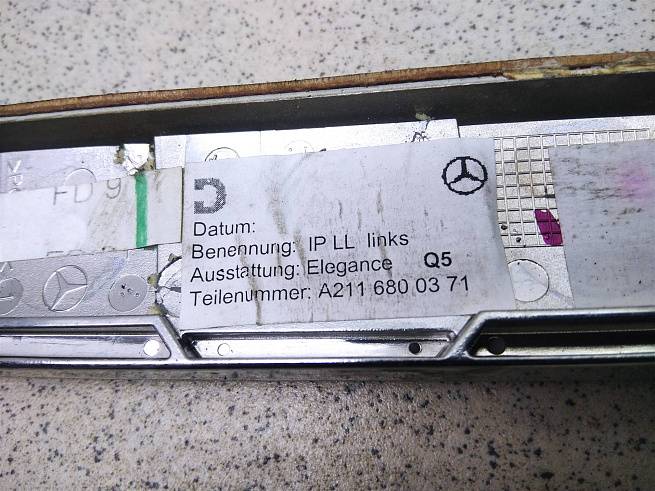 FD 9
Datum:
Benennung: IP LL links
Ausstattung: Elegance Q5
Teilenummer: A211 680 03 71